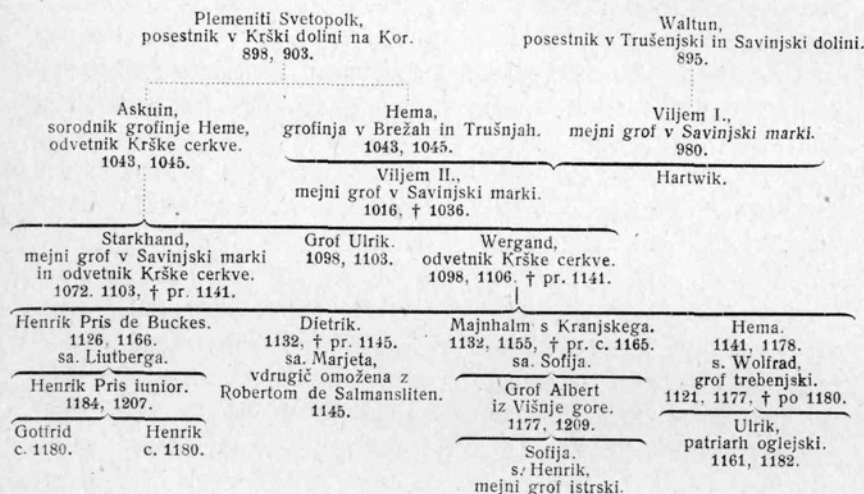 Plemeniti Svetopolk,
posestnik v Krški dolini na Kor.
898, 903.
Waltun,
posestnik v Trušenjski in Savinjski dolini.
895.
Askuin,
sorodnik grofinje Heme,
odvetnik Krške cerkve.
1043, 1045.
Hema,
grofinja v Brežah in Trušnjah.
1043, 1045.
Viljem I.,
mejni grof v Savinjski marki.
980.
Viljem II.,
mejni grof v Savinjski marki.
1016, † 1036.
Hartwik.
Starkhand,
mejni grof v Savinjski marki
in odvetnik Krške cerkve.
1072. 1103, † pr. 1141.
Grof Ulrik.
1098, 1103.
Wergand,
odvetnik Krške cerkve.
1098, 1106, † pr. 1141.
Henrik Pris de Buckes.
1126, 1166.
sa. Liutberga.
Henrik Pris iunior.
1184, 1207.
Gotfrid
c. 1180.
Henrik
c. 1180.
Dietrik.
1132, † pr. 1145.
sa. Marjeta,
vdrugič omožena z
Robertom de Salmansliten.
1145.
Majnhalm s Kranjskega.
1132, 1155, † pr. c. 1165.
sa. Sofija.
Grof Albert
iz Višnje gore.
1177, 1209.
Sofija.
s. Henrik,
mejni grof istrski.
Hema.
1141, 1178.
s. Wolfrad,
grof trebenjski.
1121, 1177, † po 1180.
Ulrik,
patriarh oglejski.
1161, 1182.